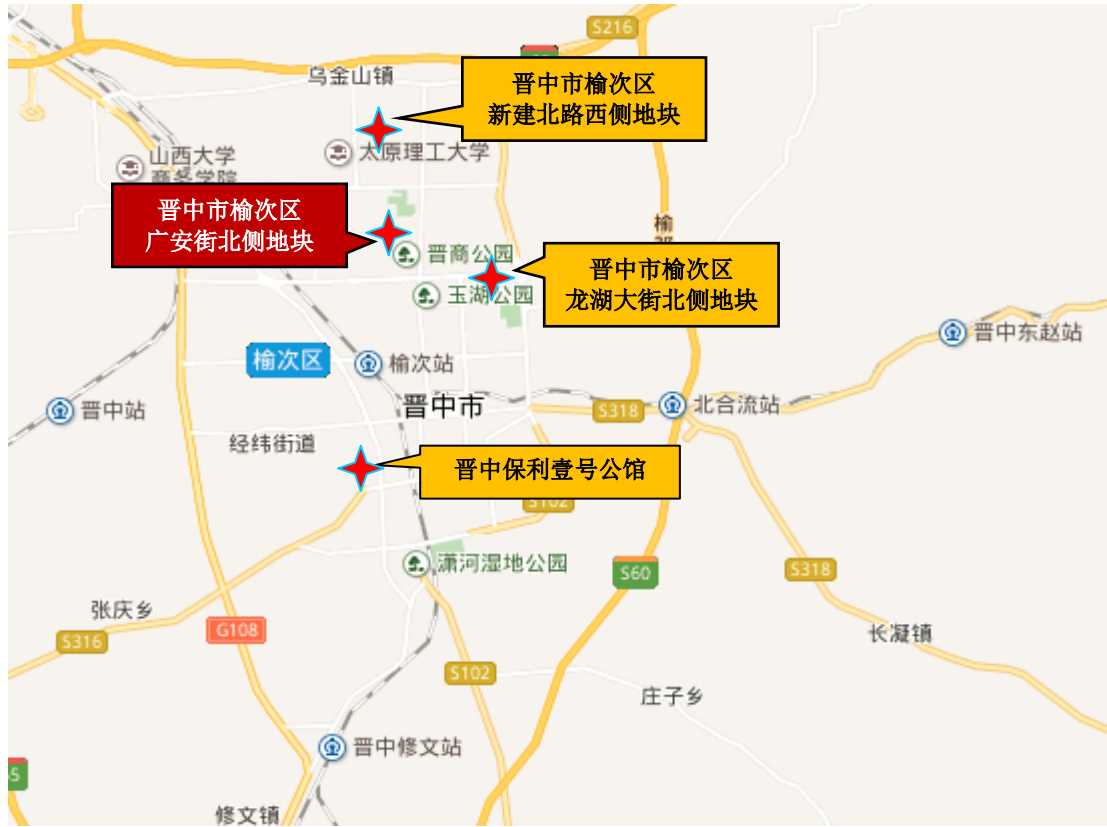 S216
乌金山镇
晋中市榆次区
新建北路西侧地块
山西大学
商务学院
太原理工大学
晋中市榆次区
广安街北侧地块
榆
晋商公园
晋中市榆次区
龙湖大街北侧地块
玉湖公园
晋中东赵站
榆次区
榆次站
晋中站
晋中市
S318
北合流站
经纬街道
晋中保利壹号公馆
S102
潇河湿地公园
S60
S318
张庆乡
G108
S316
长凝镇
S102
庄子乡
晋中修文站
5
修文镇